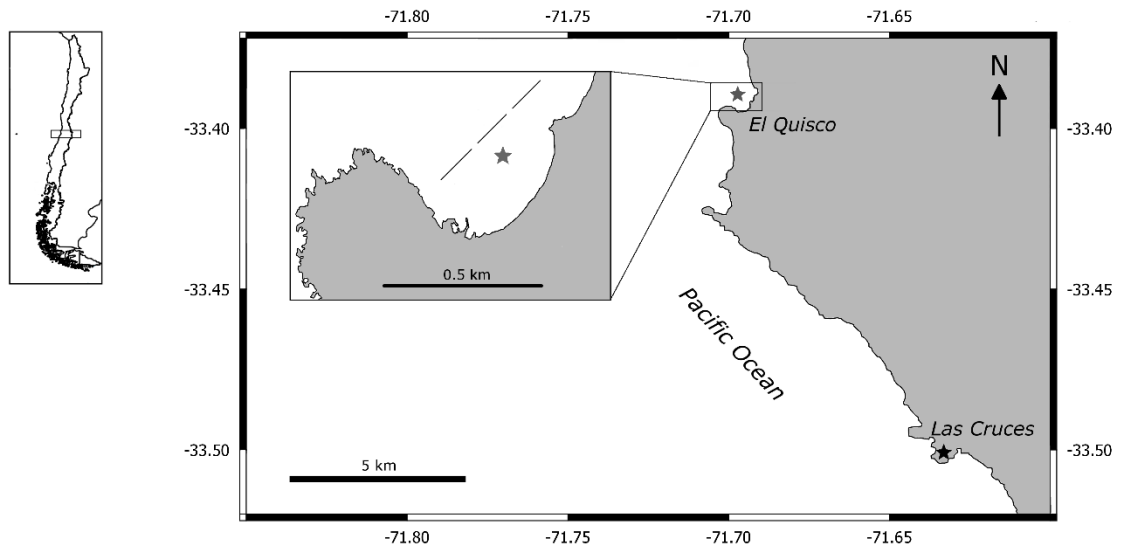 -71.80 -71.75 -71.70 -71.65
N
-33.40 El Quisco -33.40
0.5 km
-33.45 -33.45
Pacific Ocean
Las Cruces
-33.50 -33.50
5 km
-71.80 -71.75 -71.70 -71.65